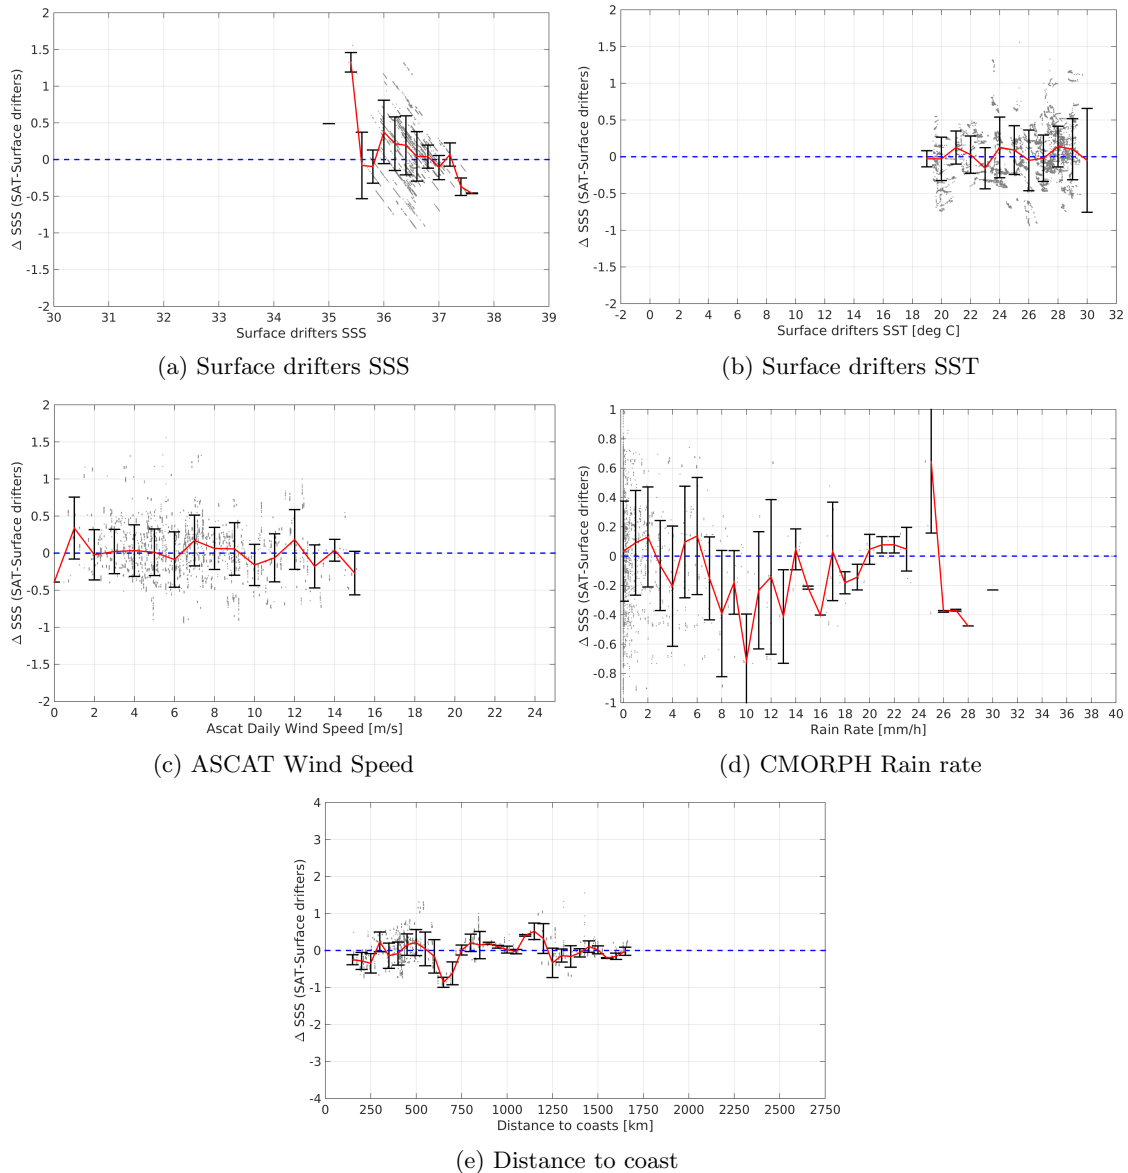 2
1.5
1
0.5
0
-0.5
-1
-1.5
-2
Δ SSS (SAT-Surface drifters)
30 31 32 33 34 35 36 37 38 39
Surface drifters SSS
(a) Surface drifters SSS
2
1.5
1
0.5
0
-0.5
-1
-1.5
-2
Δ SSS (SAT-Surface drifters)
-2 0 2 4 6 8 10 12 14 16 18 20 22 24 26 28 30 32
Surface drifters SST [deg C]
(b) Surface drifters SST
2
1.5
1
0.5
0
-0.5
-1
-1.5
-2
Δ SSS (SAT-Surface drifters)
0 2 4 6 8 10 12 14 16 18 20 22 24
Ascat Daily Wind Speed [m/s]
(c) ASCAT Wind Speed
1
0.8
0.6
0.4
0.2
0
-0.2
-0.4
-0.6
-0.8
-1
Δ SSS (SAT-Surface drifters)
0 2 4 6 8 10 12 14 16 18 20 22 24 26 28 30 32 34 36 38 40
Rain Rate [mm/h]
(d) CMORPH Rain rate
4
3
2
1
0
-1
-2
-3
-4
Δ SSS (SAT-Surface drifters)
0 250 500 750 1000 1250 1500 1750 2000 2250 2500 2750
Distance to coasts [km]
(e) Distance to coast